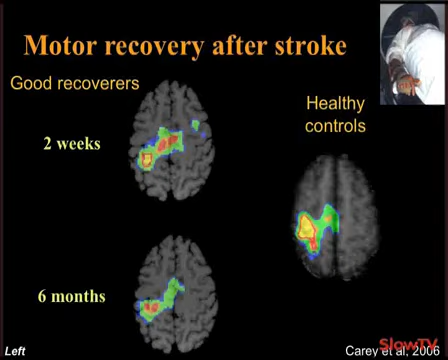 Motor recovery after stroke
Good recoverers
Healthy
controls
2 weeks
6 months
Left
Carey et al, 2006
SlowTV